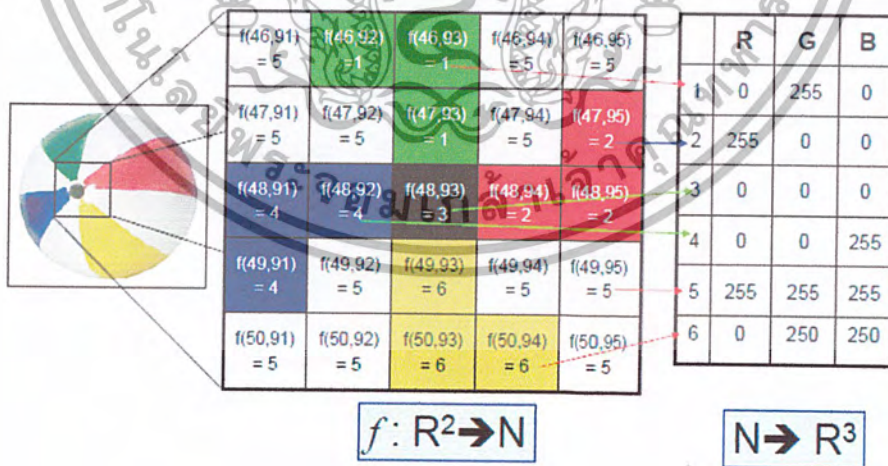 f(46,91) = 5 f(46,92) =1 f(46,93) = 1 f(46,94) = 5 f(46,95) = 5
f(47,91) = 5 f(47,92) = 5 f(47,93) = 1 f(47,94) = 5 f(47,95) = 2
f(48,91) = 4 f(48,92) = 4 f(48,93) = 3 f(48,94) = 2 f(48,95) = 2
f(49,91) = 4 f(49,92) = 5 f(49,93) = 6 f(49,94) = 5 f(49,95) = 5
f(50,91) = 5 f(50,92) = 5 f(50,93) = 6 f(50,94) = 6 f(50,95) = 5
R G B
1 0 255 0
2 255 0 0
3 0 0 0
4 0 0 255
5 255 255 255
6 0 250 250
f : R²➔N
N➔ R³